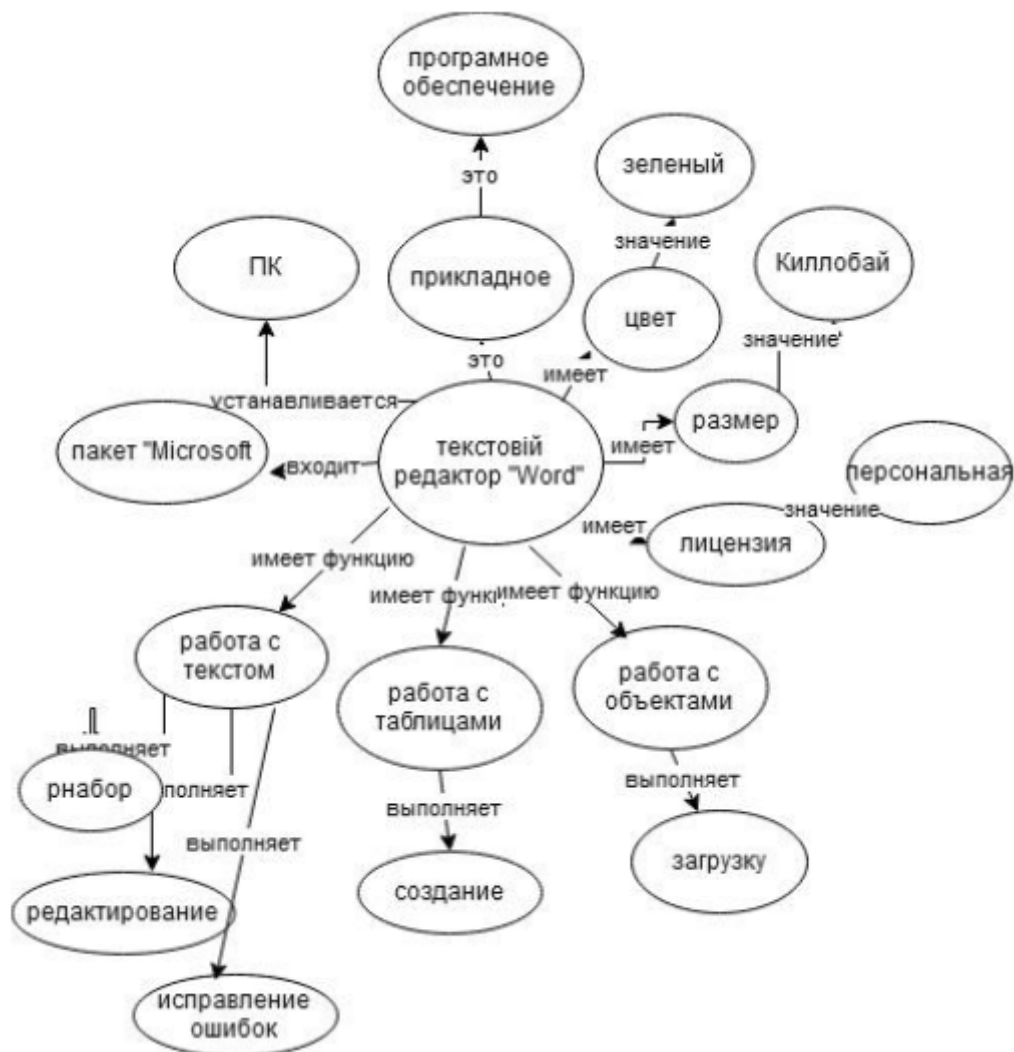 програмное
обеспечение
это
зеленый
значение
ПК
прикладное
цвет
Киллобай
значение
это
имеет
устанавливается
размер
пакет "Microsoft
входит
текстовій
редактор "Word"
имеет
персональная
значение
имеет
лицензия
имеет функцию
имеет функц
имеет функцию
работа с
текстом
работа с
таблицами
работа с
объектами
выполняет
рнабор
полняет
выполняет
выполняет
выполняет
редактирование
создание
загрузку
исправление
ошибок